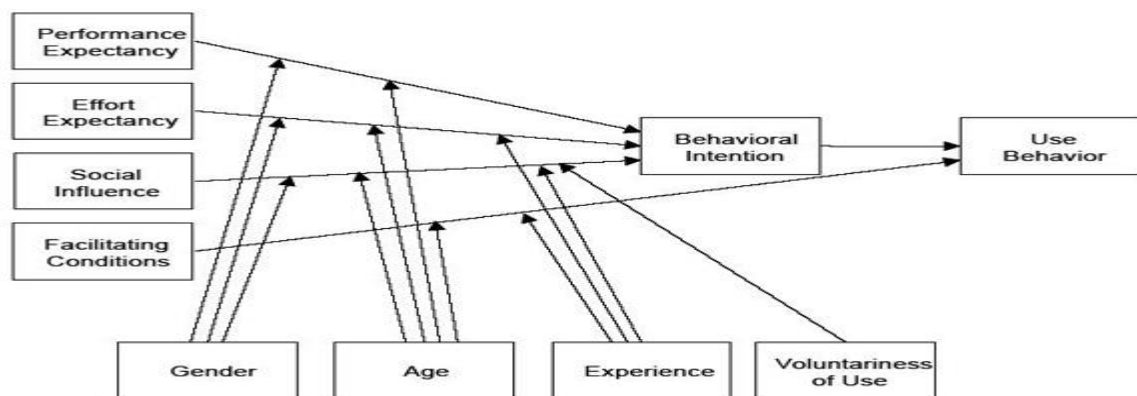 Performance
Expectancy
Effort
Expectancy
Social
Influence
Facilitating
Conditions
Behavioral
Intention
Use
Behavior
Gender
Age
Experience
Voluntariness
of Use